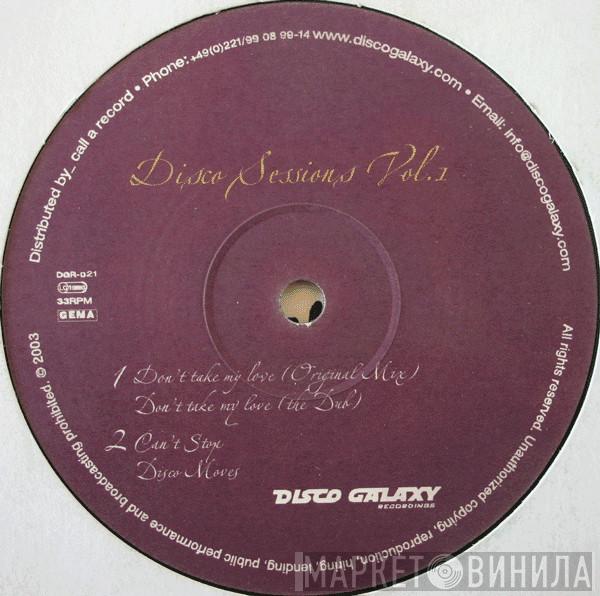 Distributed by_ call a record • Phone: +49(0)221/99 08 99-14 www.discogalaxy.com • Email: info@discogalaxy.com
Disco Sessions Vol.1
DGR-021
LC
33RPM
GEMA
1 Don't take my love (Original Mix)
Don't take my love (the Dub)
2 Can't Stop
Disco Moves
DISCO GALAXY
RECORDINGS
All rights reserved. Unauthorized copying, reproduction, hiring, lending, public performance and broadcasting prohibited. © 2003
МАРКЕТ ВИНИЛА